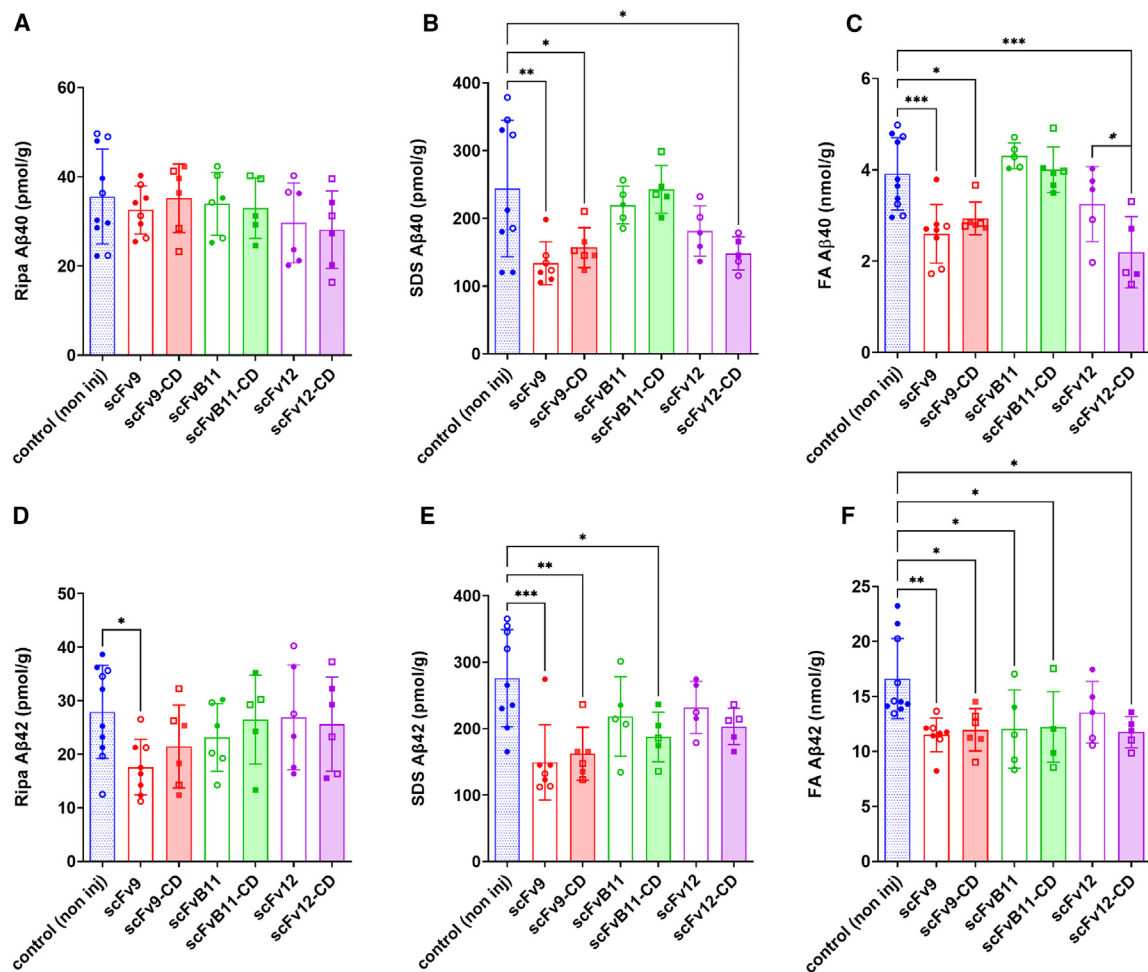 A
Ripa Aβ40 (pmol/g)
60
40
20
0
control (non inj)
scFv9
scFv9-CD
scFvB11
scFvB11-CD
scFv12
scFv12-CD
B
SDS Aβ40 (pmol/g)
400
300
200
100
0
*
*
**
control (non inj)
scFv9
scFv9-CD
scFvB11
scFvB11-CD
scFv12
scFv12-CD
C
FA Aβ40 (nmol/g)
6
4
2
0
***
*
***
*
control (non inj)
scFv9
scFv9-CD
scFvB11
scFvB11-CD
scFv12
scFv12-CD
D
Ripa Aβ42 (pmol/g)
50
40
30
20
10
0
*
control (non inj)
scFv9
scFv9-CD
scFvB11
scFvB11-CD
scFv12
scFv12-CD
E
SDS Aβ42 (pmol/g)
400
300
200
100
0
*
**
***
control (non inj)
scFv9
scFv9-CD
scFvB11
scFvB11-CD
scFv12
scFv12-CD
F
FA Aβ42 (nmol/g)
25
20
15
10
5
0
*
*
*
*
**
control (non inj)
scFv9
scFv9-CD
scFvB11
scFvB11-CD
scFv12
scFv12-CD